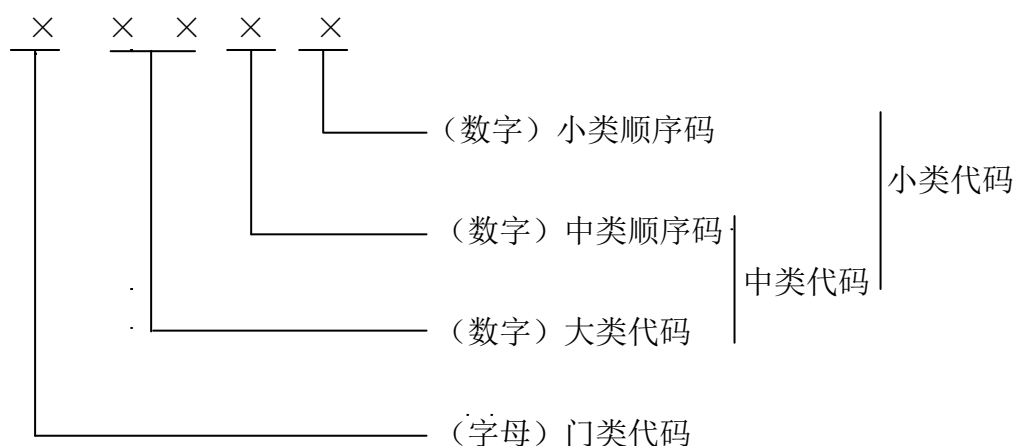 × × × × ×
（数字）小类顺序码
小类代码
（数字）中类顺序码
中类代码
（数字）大类代码
（字母）门类代码